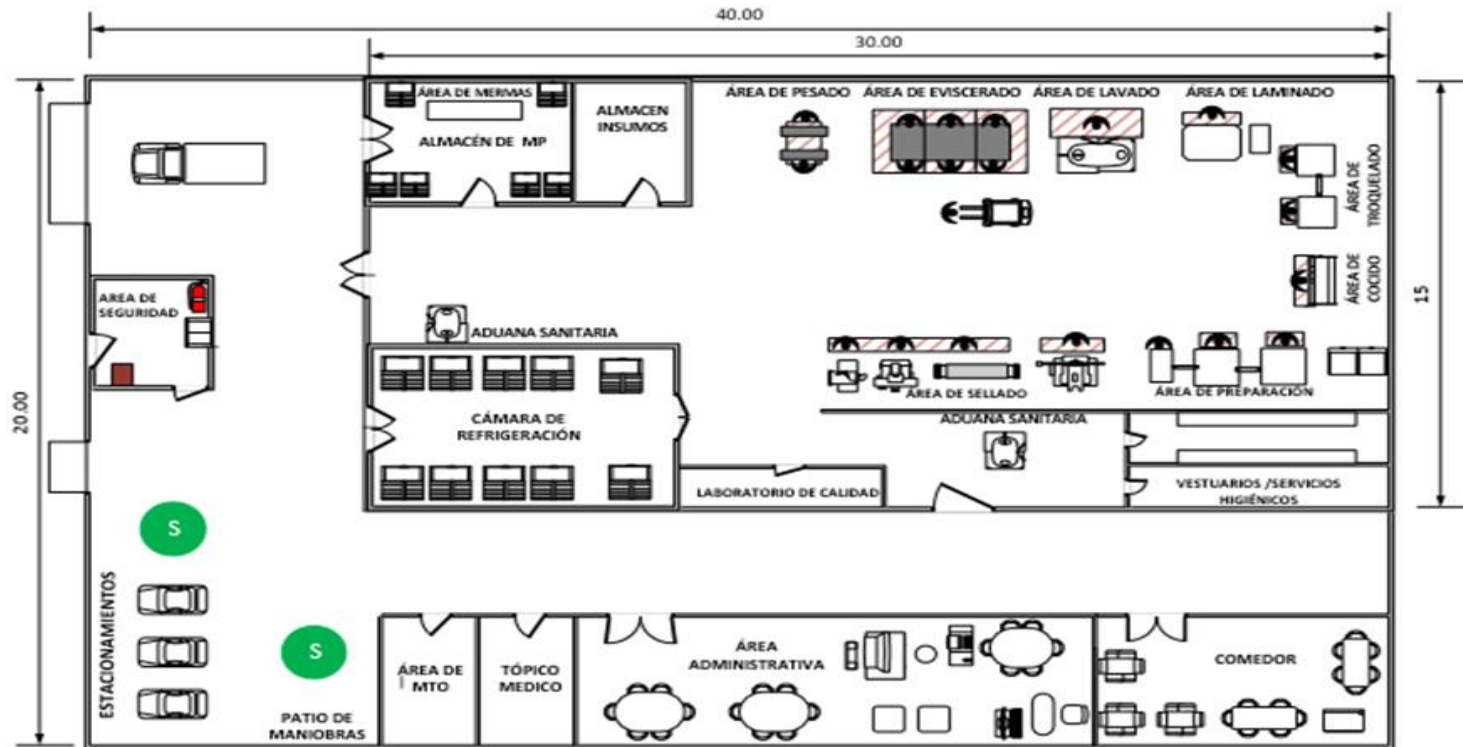 40.00
30.00
ÁREA DE MERMAS
ALMACÉN DE MP
ALMACEN
INSUMOS
ÁREA DE PESADO
ÁREA DE EVISCERADO
ÁREA DE LAVADO
ÁREA DE LAMINADO
ÁREA DE
TROQUELADO
ÁREA DE
COCIDO
15
20.00
AREA DE
SEGURIDAD
ADUANA SANITARIA
CÁMARA DE
REFRIGERACIÓN
ÁREA DE SELLADO
ÁREA DE PREPARACIÓN
ADUANA SANITARIA
LABORATORIO DE CALIDAD
VESTUARIOS /SERVICIOS
HIGIÉNICOS
S
S
ESTACIONAMIENTOS
PATIO DE
MANIOBRAS
ÁREA DE
MTO
TÓPICO
MEDICO
ÁREA
ADMINISTRATIVA
COMEDOR